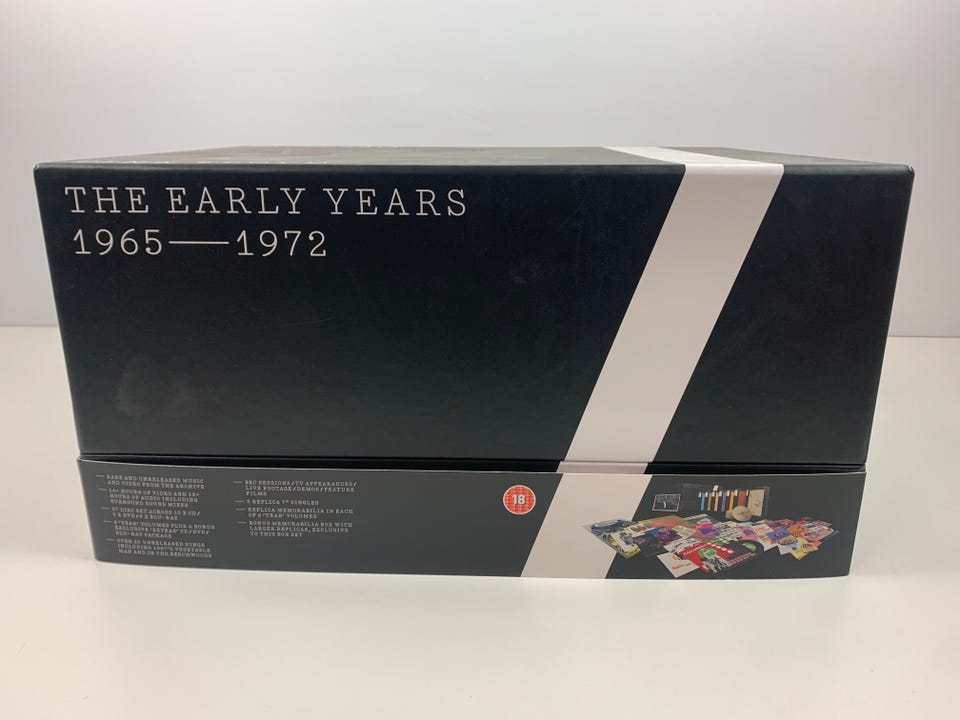 THE EARLY YEARS
1965—1972
— RARE AND UNRELEASED MUSIC
AND VIDEO FROM THE ARCHIVE
HOURS OF VIDEO AND
HOURS OF AUDIO INCLUDING
SURROUND SOUND MIXES
— 27 DISC SET ACROSS 10 X CD/
9 X DVD/8 X BLU-RAY
— 6 'YEAR' VOLUMES PLUS A BONUS
EXCLUSIVE 'EXTRAS' CD/DVD/
BLU-RAY PACKAGE
— OVER 20 UNRELEASED SONGS
INCLUDING 1967'S VEGETABLE
MAN AND IN THE BEECHWOODS
— BBC SESSIONS/TV APPEARANCES/
LIVE FOOTAGE/DEMOS/FEATURE
FILMS
— 5 REPLICA 7" SINGLES
— REPLICA MEMORABILIA IN EACH
OF 6 'YEAR' VOLUMES
— BONUS MEMORABILIA BOX WITH
LARGER REPLICAS, EXCLUSIVE
TO THIS BOX SET
18